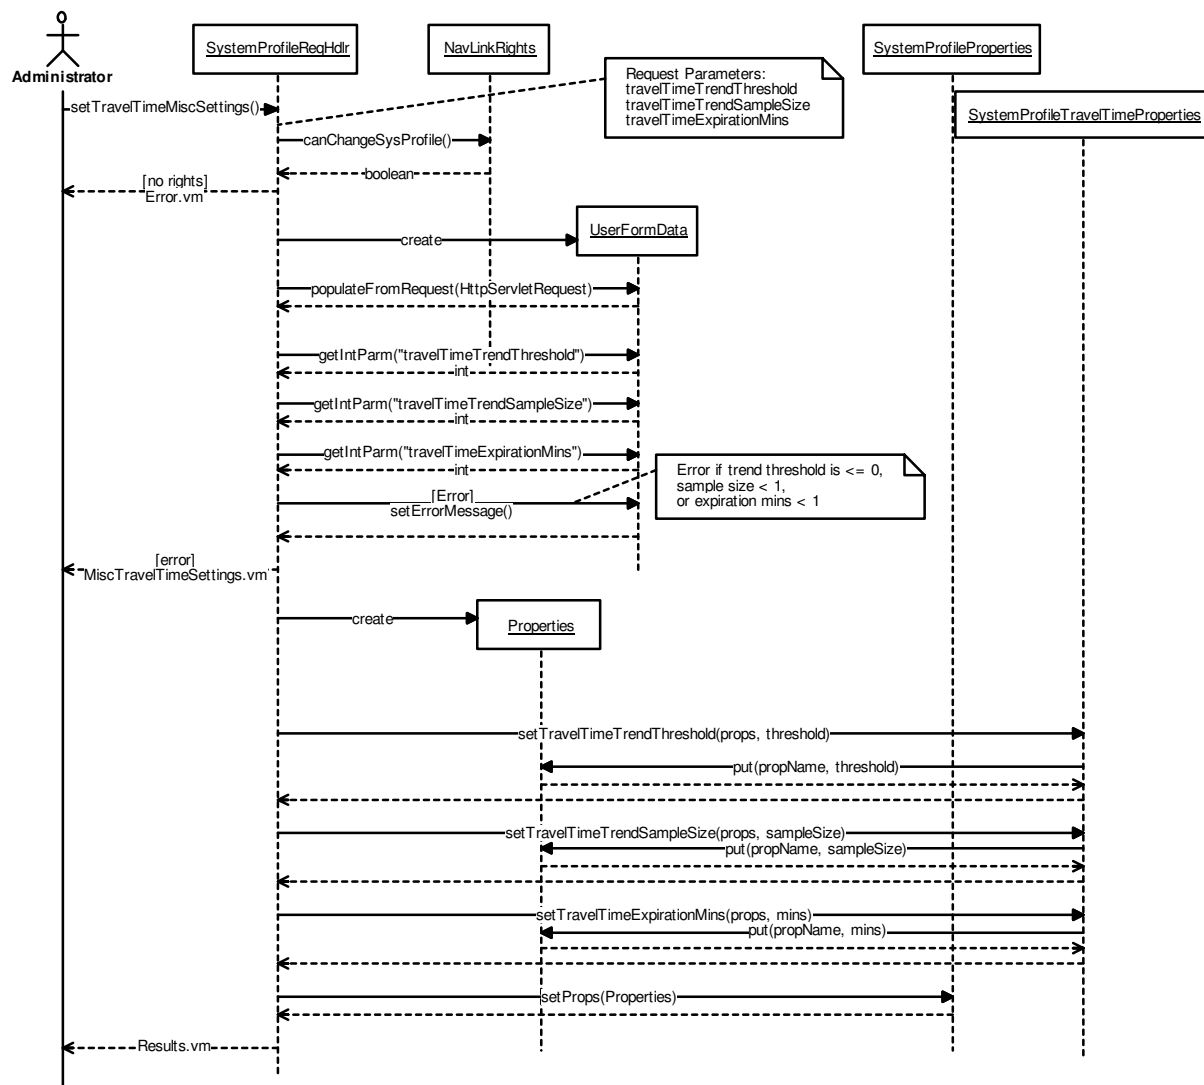 SystemProfileReqHdlr
NavLinkRights
SystemProfileProperties
Administrator
Request Parameters:
travelTimeTrendThreshold
travelTimeTrendSampleSize
travelTimeExpirationMins
SystemProfileTravelTimeProperties
setTravelTimeMiscSettings()
canChangeSysProfile()
boolean
[no rights]
Error.vm
UserFormData
create
populateFromRequest(HttpServletRequest)
getIntParm("travelTimeTrendThreshold")
int
getIntParm("travelTimeTrendSampleSize")
int
getIntParm("travelTimeExpirationMins")
int
Error if trend threshold is <= 0,
sample size < 1,
or expiration mins < 1
[Error]
setErrorMessage()
[error]
MiscTravelTimeSettings.vm
create
Properties
setTravelTimeTrendThreshold(props, threshold)
put(propName, threshold)
setTravelTimeTrendSampleSize(props, sampleSize)
put(propName, sampleSize)
setTravelTimeExpirationMins(props, mins)
put(propName, mins)
setProps(Properties)
Results.vm